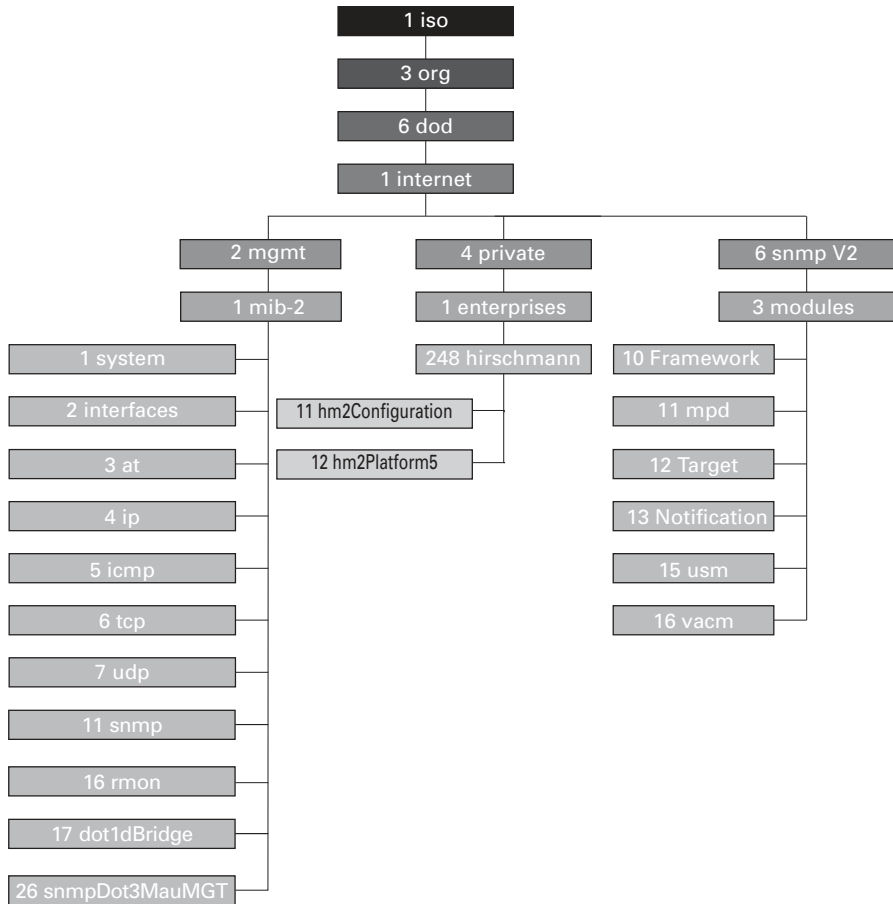 1 iso
3 org
6 dod
1 internet
2 mgmt
4 private
6 snmp V2
1 mib-2
1 enterprises
3 modules
1 system
248 hirschmann
10 Framework
2 interfaces
11 hm2Configuration
11 mpd
3 at
12 hm2Platform5
12 Target
4 ip
13 Notification
5 icmp
15 usm
6 tcp
16 vacm
7 udp
11 snmp
16 rmon
17 dot1dBridge
26 snmpDot3MauMGT